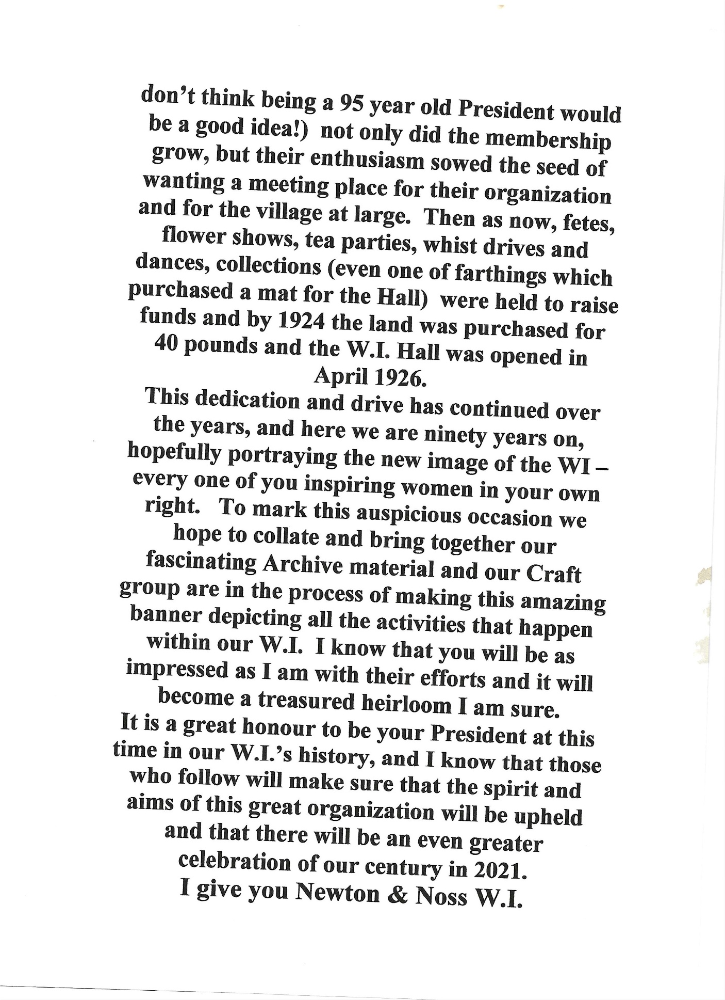 don’t think being a 95 year old President would
be a good idea!)  not only did the membership
grow, but their enthusiasm sowed the seed of
wanting a meeting place for their organization
and for the village at large.  Then as now, fetes,
flower shows, tea parties, whist drives and
dances, collections (even one of farthings which
purchased a mat for the Hall)  were held to raise
funds and by 1924 the land was purchased for
40 pounds and the W.I. Hall was opened in
April 1926.
This dedication and drive has continued over
the years, and here we are ninety years on,
hopefully portraying the new image of the WI –
every one of you inspiring women in your own
right.   To mark this auspicious occasion we
hope to collate and bring together our
fascinating Archive material and our Craft
group are in the process of making this amazing
banner depicting all the activities that happen
within our W.I.  I know that you will be as
impressed as I am with their efforts and it will
become a treasured heirloom I am sure.
It is a great honour to be your President at this
time in our W.I.’s history, and I know that those
who follow will make sure that the spirit and
aims of this great organization will be upheld
and that there will be an even greater
celebration of our century in 2021.
I give you Newton & Noss W.I.